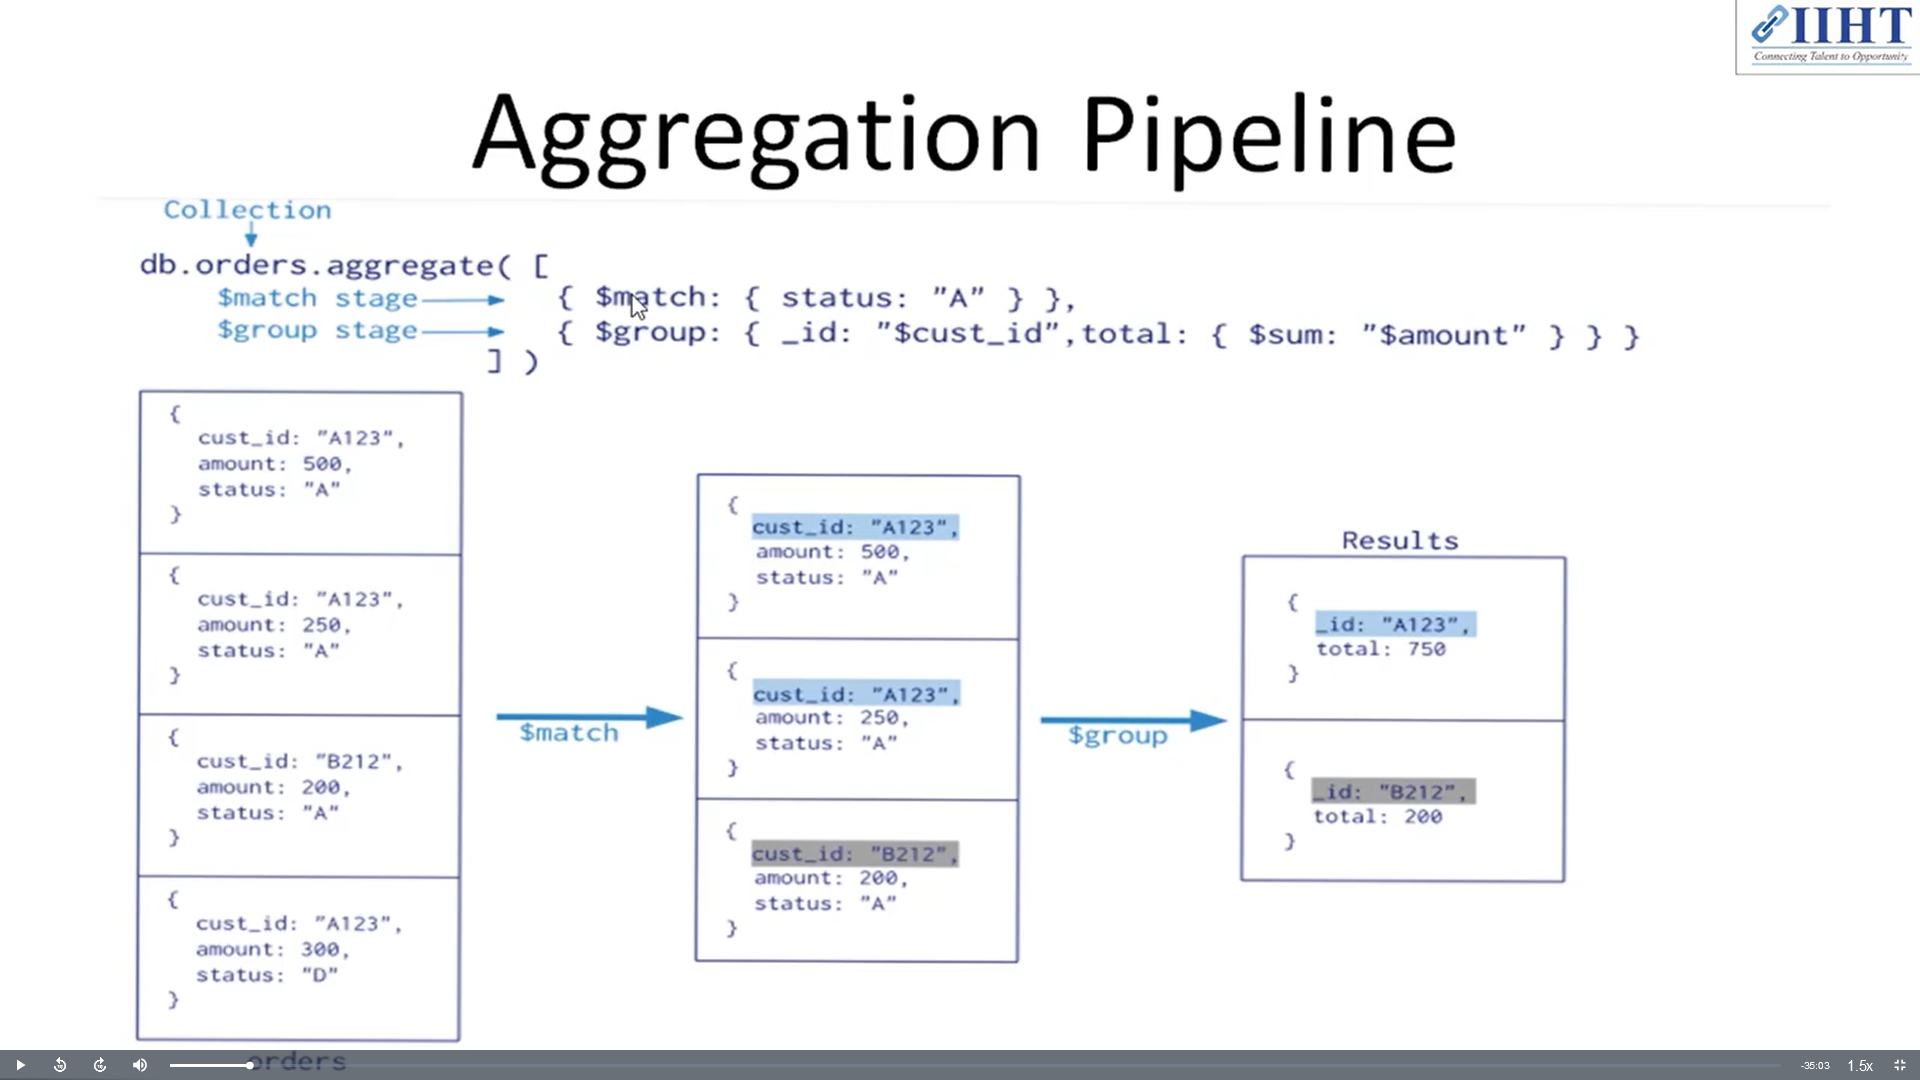 IIHT
Connecting Talent to Opportunity
Aggregation Pipeline
Collection
db.orders.aggregate( [
$match stage { $match: { status: "A" } },
$group stage { $group: { _id: "$cust_id",total: { $sum: "$amount" } } }
] )
{
cust_id: "A123",
amount: 500,
status: "A"
}
{
cust_id: "A123",
amount: 250,
status: "A"
}
{
cust_id: "B212",
amount: 200,
status: "A"
}
{
cust_id: "A123",
amount: 300,
status: "D"
}
orders
$match
{
cust_id: "A123",
amount: 500,
status: "A"
}
{
cust_id: "A123",
amount: 250,
status: "A"
}
{
cust_id: "B212",
amount: 200,
status: "A"
}
$group
Results
{
_id: "A123",
total: 750
}
{
_id: "B212",
total: 200
}
-35:03
1.5x